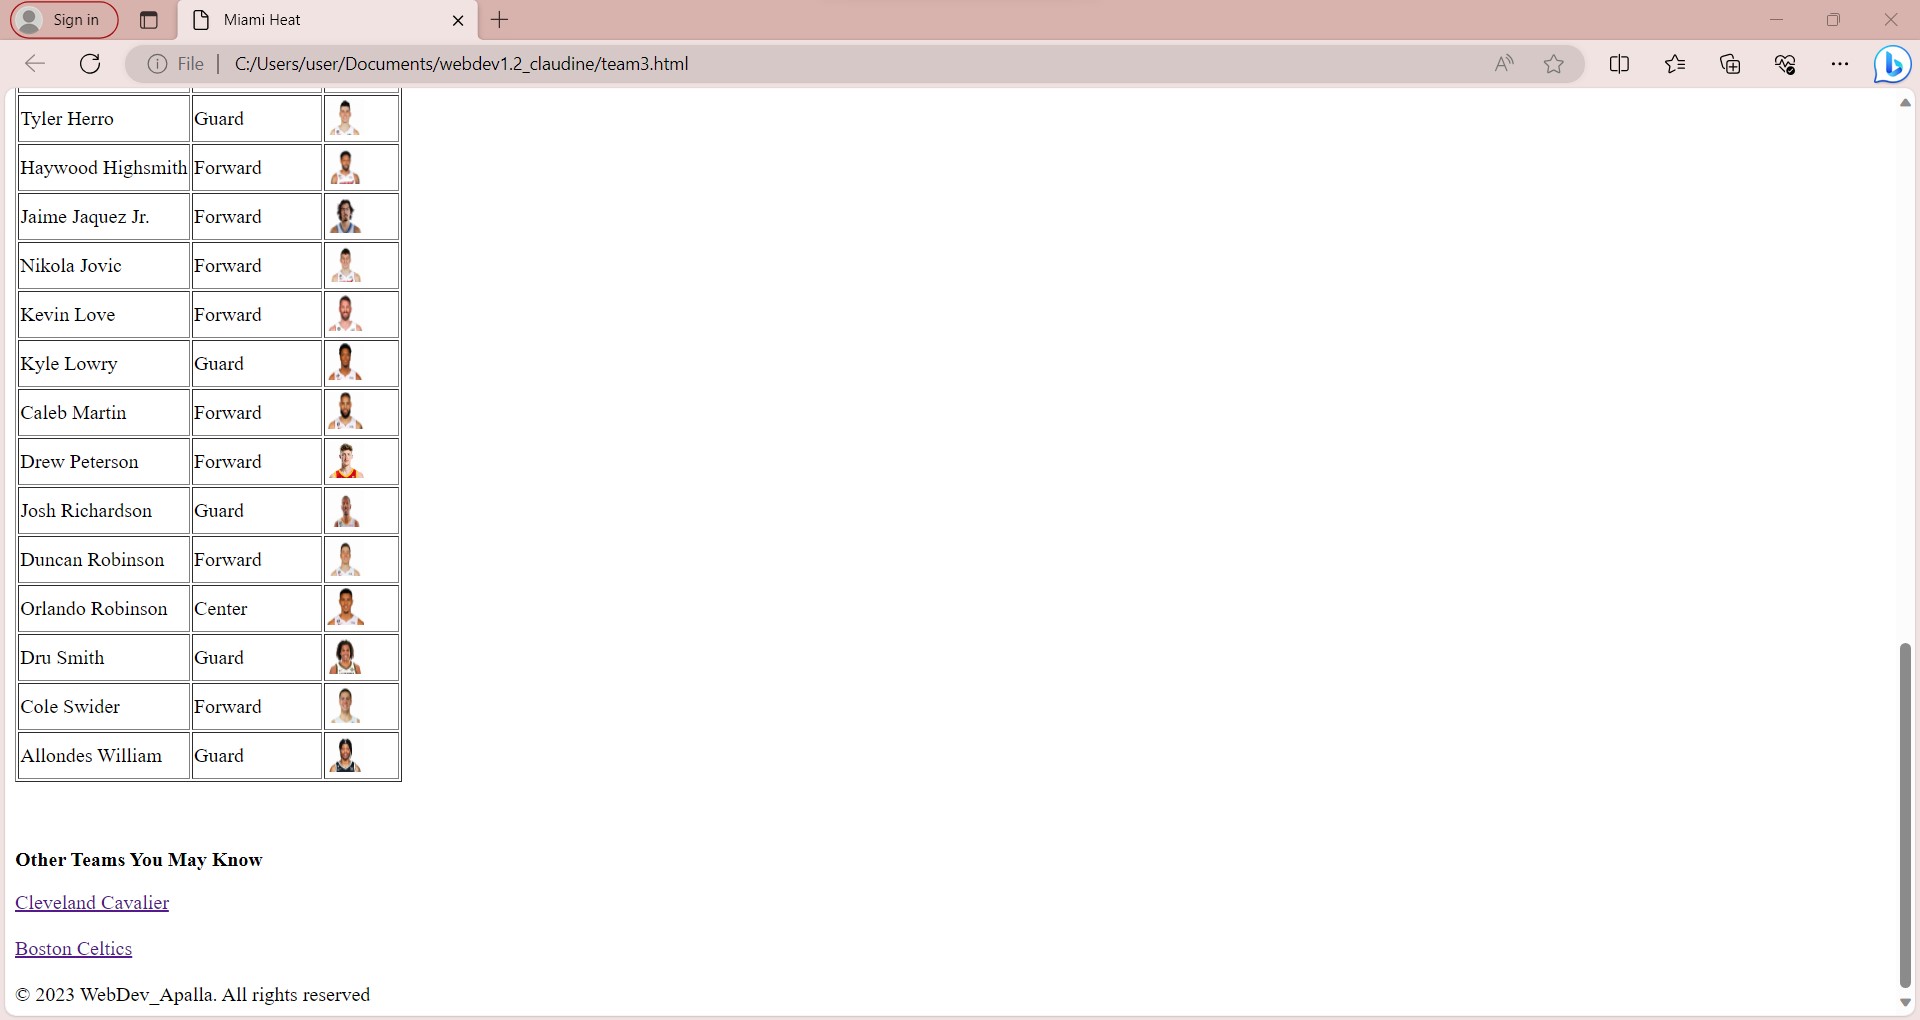 Sign in
Miami Heat
File
C:/Users/user/Documents/webdev1.2_claudine/team3.html
Tyler Herro Guard
Haywood Highsmith Forward
Jaime Jaquez Jr. Forward
Nikola Jovic Forward
Kevin Love Forward
Kyle Lowry Guard
Caleb Martin Forward
Drew Peterson Forward
Josh Richardson Guard
Duncan Robinson Forward
Orlando Robinson Center
Dru Smith Guard
Cole Swider Forward
Allondes William Guard
Other Teams You May Know
Cleveland Cavalier
Boston Celtics
© 2023 WebDev_Apalla. All rights reserved